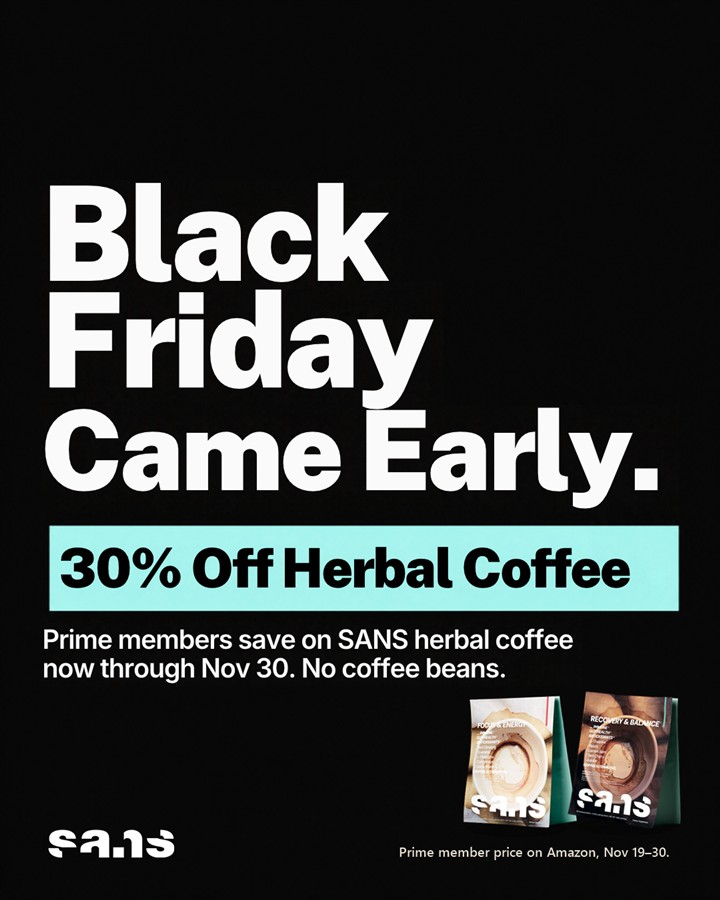 Black
Friday
Came Early.
30% Off Herbal Coffee
Prime members save on SANS herbal coffee
now through Nov 30. No coffee beans.
FOCUS & ENERGY
RECOVERY & BALANCE
sans
sans
sans
Prime member price on Amazon, Nov 19–30.